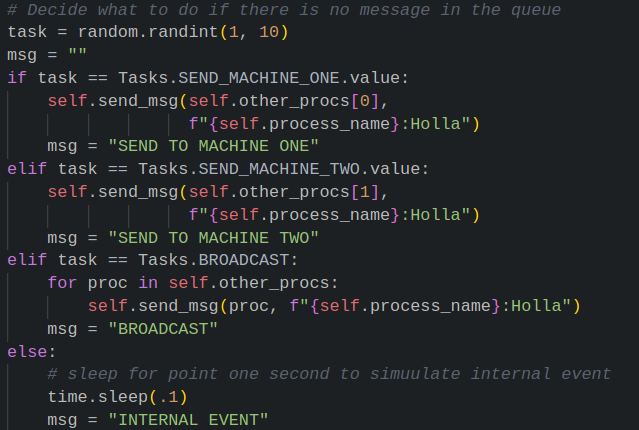 # Decide what to do if there is no message in the queue
task = random.randint(1, 10)
msg = ""
if task == Tasks.SEND_MACHINE_ONE.value:
    self.send_msg(self.other_procs[0],
                  f"{self.process_name}:Holla")
    msg = "SEND TO MACHINE ONE"
elif task == Tasks.SEND_MACHINE_TWO.value:
    self.send_msg(self.other_procs[1],
                  f"{self.process_name}:Holla")
    msg = "SEND TO MACHINE TWO"
elif task == Tasks.BROADCAST:
    for proc in self.other_procs:
        self.send_msg(proc, f"{self.process_name}:Holla")
    msg = "BROADCAST"
else:
    # sleep for point one second to simuulate internal event
    time.sleep(.1)
    msg = "INTERNAL EVENT"